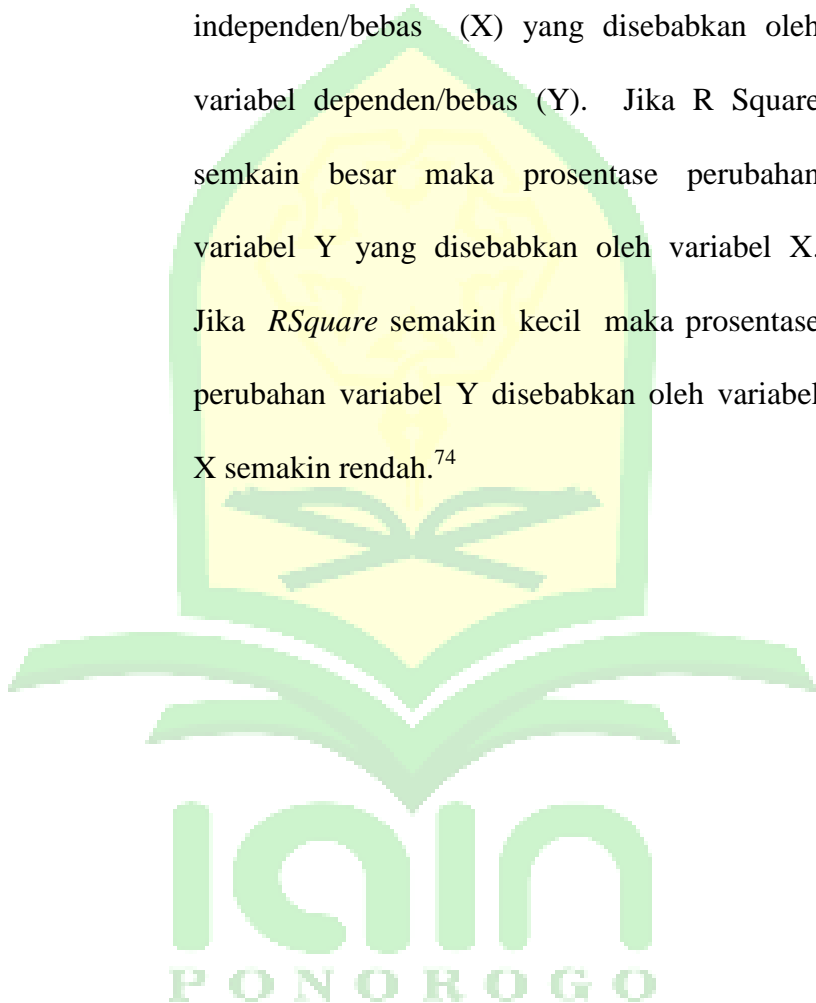 independen/bebas (X) yang disebabkan oleh
variabel dependen/bebas (Y). Jika R Square
semkain besar maka prosentase perubahan
variabel Y yang disebabkan oleh variabel X.
Jika RSquare semakin kecil maka prosentase
perubahan variabel Y disebabkan oleh variabel
X semakin rendah.74
IAIN
PONOROGO